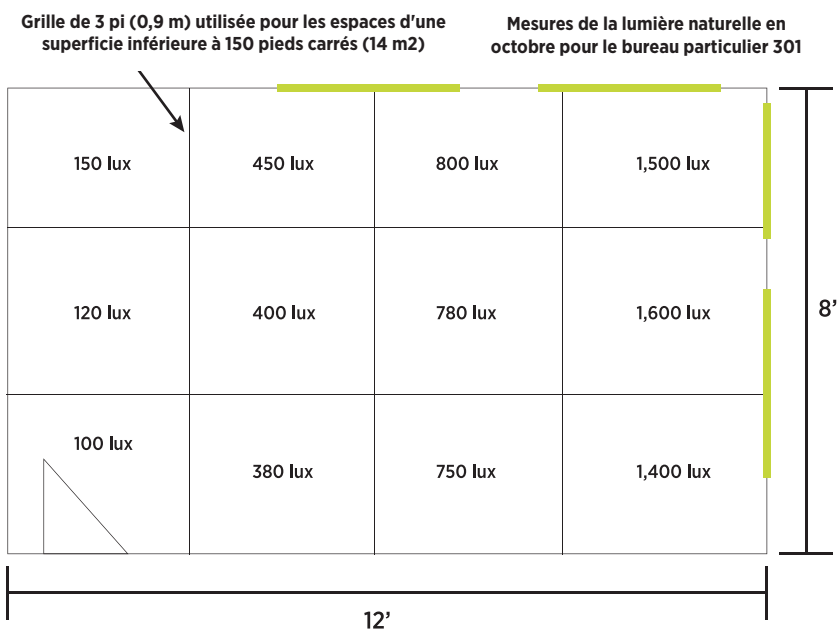 Grille de 3 pi (0,9 m) utilisée pour les espaces d'une
superficie inférieure à 150 pieds carrés (14 m2)
Mesures de la lumière naturelle en
octobre pour le bureau particulier 301
150 lux
450 lux
800 lux
1,500 lux
120 lux
400 lux
780 lux
1,600 lux
8’
100 lux
380 lux
750 lux
1,400 lux
12’